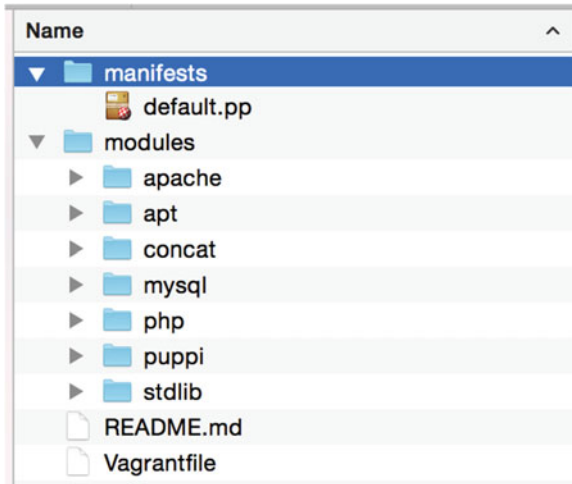 Name
manifests
default.pp
modules
apache
apt
concat
mysql
php
puppi
stdlib
README.md
Vagrantfile